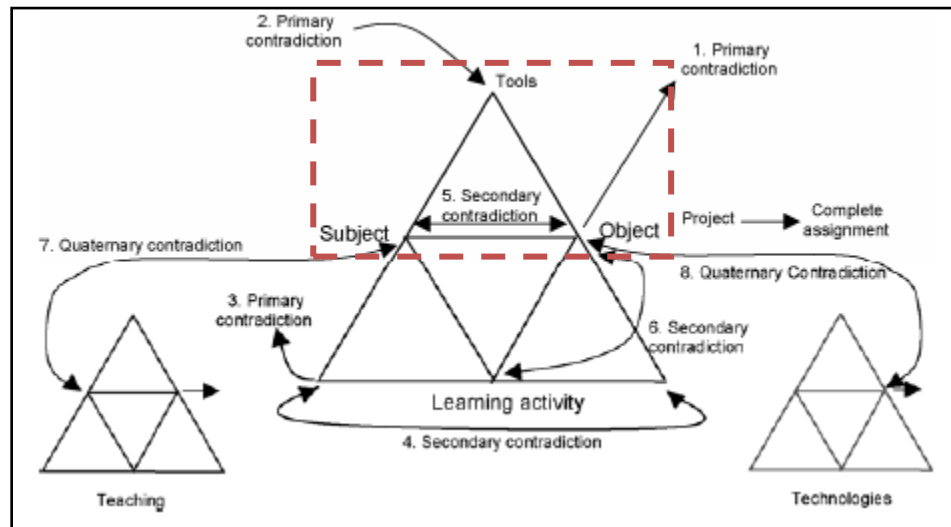 2. Primary
contradiction
1. Primary
contradiction
Tools
5. Secondary
contradiction
Subject
Object
Project
Complete
assignment
7. Quaternary contradiction
8. Quaternary Contradiction
3. Primary
contradiction
6. Secondary
contradiction
Learning activity
4. Secondary contradiction
Teaching
Technologies